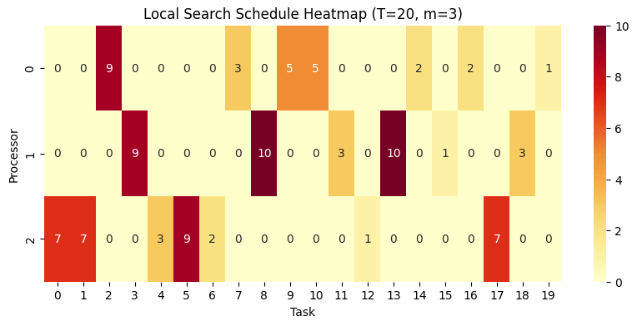 Local Search Schedule Heatmap (T=20, m=3)
0 0 9 0 0 0 0 3 0 5 5 0 0 0 2 0 2 0 0 1
0 0 0 9 0 0 0 0 10 0 0 3 0 10 0 1 0 0 3 0
7 7 0 0 3 9 2 0 0 0 0 0 1 0 0 0 0 7 0 0
0
1
2
Processor
0 1 2 3 4 5 6 7 8 9 10 11 12 13 14 15 16 17 18 19
Task
10
8
6
4
2
0